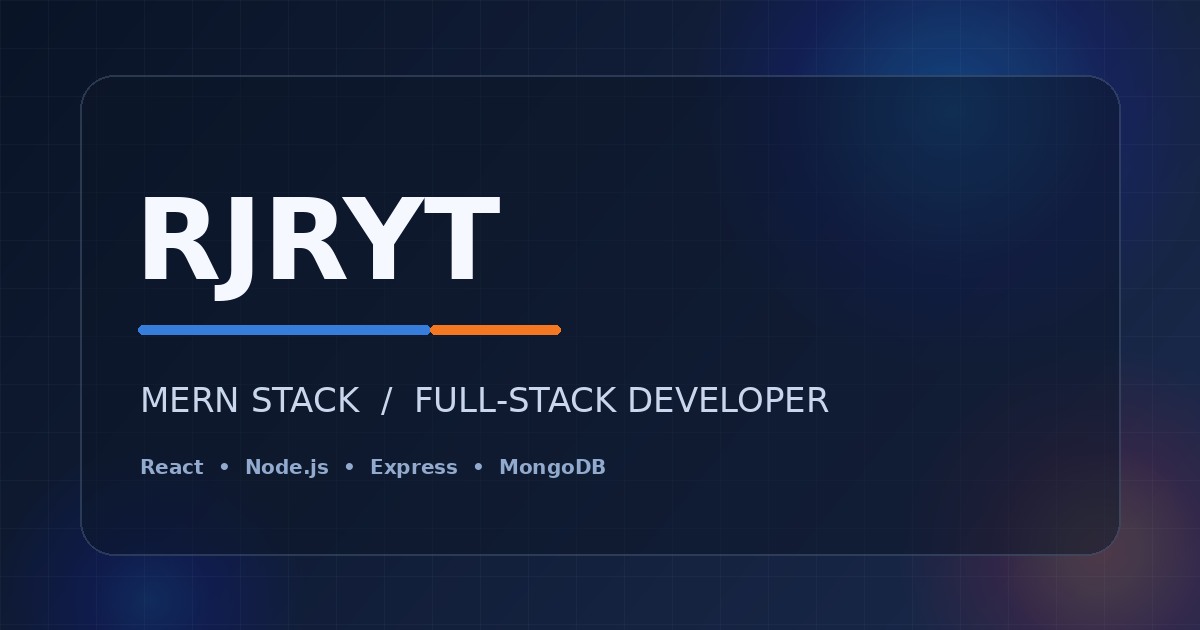 RJRYT
MERN STACK / FULL-STACK DEVELOPER
React • Node.js • Express • MongoDB